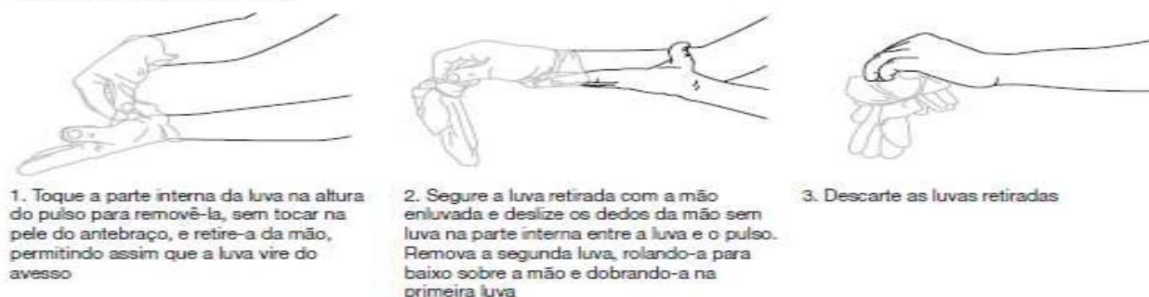 1. Toque a parte interna da luva na altura
do pulso para removê-la, sem tocar na
pele do antebraço, e retire-a da mão,
permitindo assim que a luva vire do
avesso
2. Segure a luva retirada com a mão
enluvada e deslize os dedos da mão sem
luva na parte interna entre a luva e o pulso.
Remova a segunda luva, rolando-a para
baixo sobre a mão e dobrando-a na
primeira luva
3. Descarte as luvas retiradas